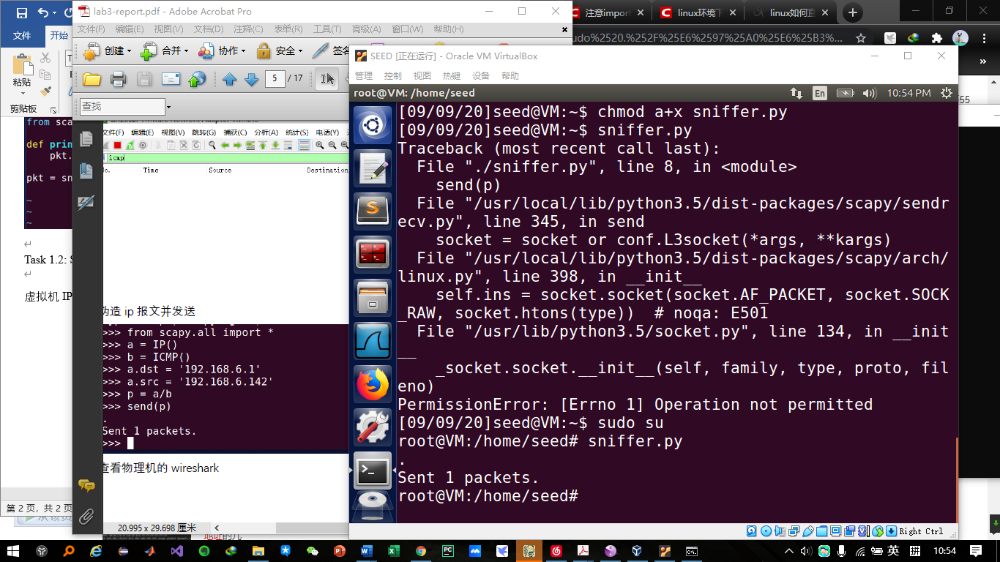 lab3-report.pdf - Adobe Acrobat Pro
注意import
linux环境下
linux如何直
文件
开始
文件(F) 编辑(E) 视图(V) 文档(D) 注释(C) 表单(R) 工具(T) 高级(A) 窗口(W) 帮助(H)
创建 合并 协作 安全 签名
udo%2520.%252F%25E6%2597%25A0%25E6%25B3%...
粘贴
剪贴板
5 / 17
查找
from scap
def prin
pkt.
pkt = sn
~
~
~
Task 1.2: S
虚拟机 IP
第 2 页, 共 2 页
文件(F) 编辑(E) 视图(V) 跳转(G) 捕获(C) 分析(A) 统计(S) 电话(Y)
icmp
No. Time Source Destination
造 ip 报文并发送
>>> from scapy.all import *
>>> a = IP()
>>> b = ICMP()
>>> a.dst = '192.168.6.1'
>>> a.src = '192.168.6.142'
>>> p = a/b
>>> send(p)
.
Sent 1 packets.
>>>
查看物理机的 wireshark
20.995 x 29.698 厘米
SEED [正在运行] - Oracle VM VirtualBox
管理 控制 视图 热键 设备 帮助
root@VM: /home/seed
En
10:54 PM
[09/09/20]seed@VM:~$ chmod a+x sniffer.py
[09/09/20]seed@VM:~$ sniffer.py
Traceback (most recent call last):
File "./sniffer.py", line 8, in <module>
send(p)
File "/usr/local/lib/python3.5/dist-packages/scapy/sendr
ecv.py", line 345, in send
socket = socket or conf.L3socket(*args, **kargs)
File "/usr/local/lib/python3.5/dist-packages/scapy/arch/
linux.py", line 398, in __init__
self.ins = socket.socket(socket.AF_PACKET, socket.SOCK
_RAW, socket.htons(type))  # noqa: E501
File "/usr/lib/python3.5/socket.py", line 134, in __init
__
_socket.socket.__init__(self, family, type, proto, fil
eno)
PermissionError: [Errno 1] Operation not permitted
[09/09/20]seed@VM:~$ sudo su
root@VM:/home/seed# sniffer.py
.
Sent 1 packets.
root@VM:/home/seed#
Right Ctrl
55
英
拼
10:54